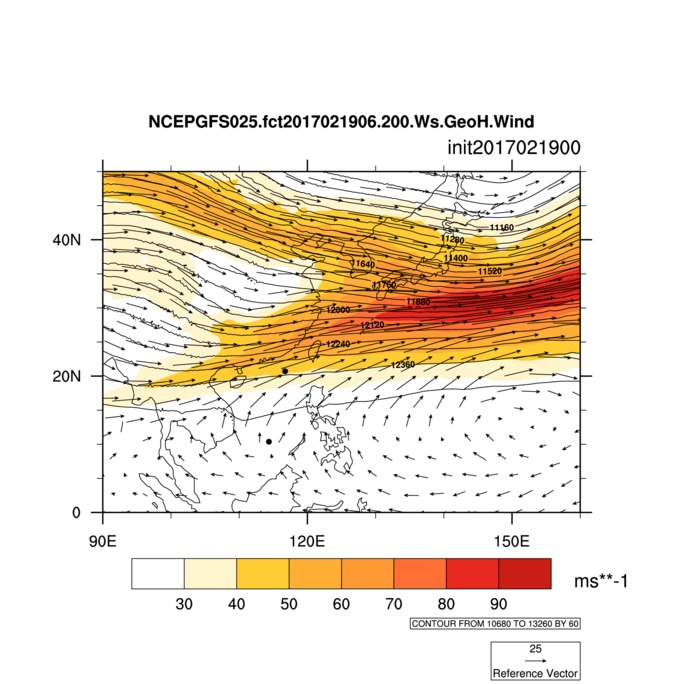 NCEPGFS025.fct2017021906.200.Ws.GeoH.Wind
init2017021900
11160
11280
40N
11400
11640
11520
11760
11880
12000
12120
12240
12360
20N
0
90E 120E 150E
ms**-1
30 40 50 60 70 80 90
CONTOUR FROM 10680 TO 13260 BY 60
25
Reference Vector